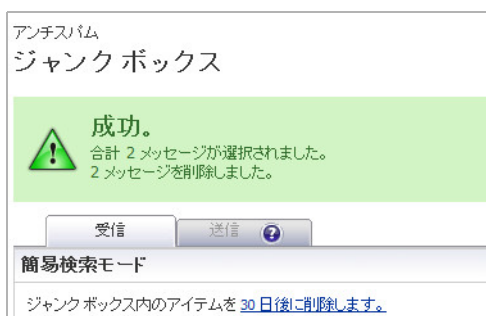 アンチスパム
ジャンク ボックス
成功。
合計 2 メッセージが選択されました。
2 メッセージを削除しました。
受信 送信 ?
簡易検索モード
ジャンク ボックス内のアイテムを 30 日後に削除します。